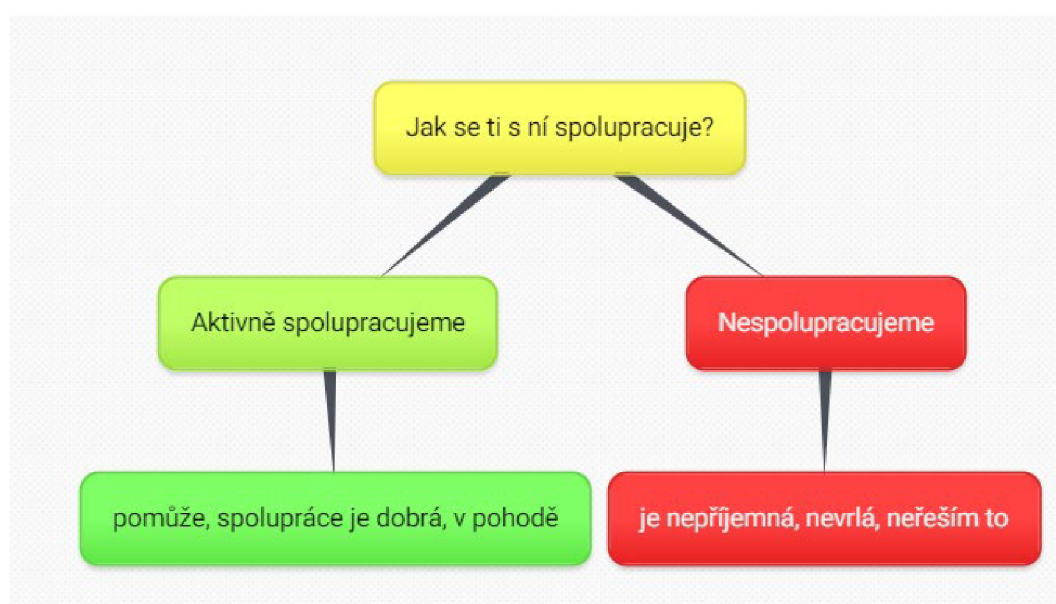 Jak se ti s ní spolupracuje?
Aktivně spolupracujeme
Nespolupracujeme
pomůže, spolupráce je dobrá, v pohodě
je nepříjemná, nevrlá, neřeším to